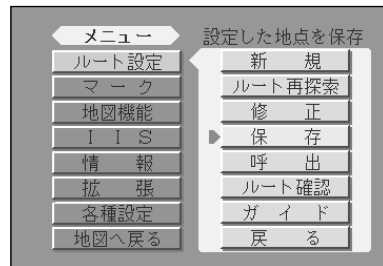 メニュー
設定した地点を保存
ルート設定
マーク
地図機能
IIS
情報
拡張
各種設定
地図へ戻る
新規
ルート再探索
修正
保存
呼出
ルート確認
ガイド
戻る